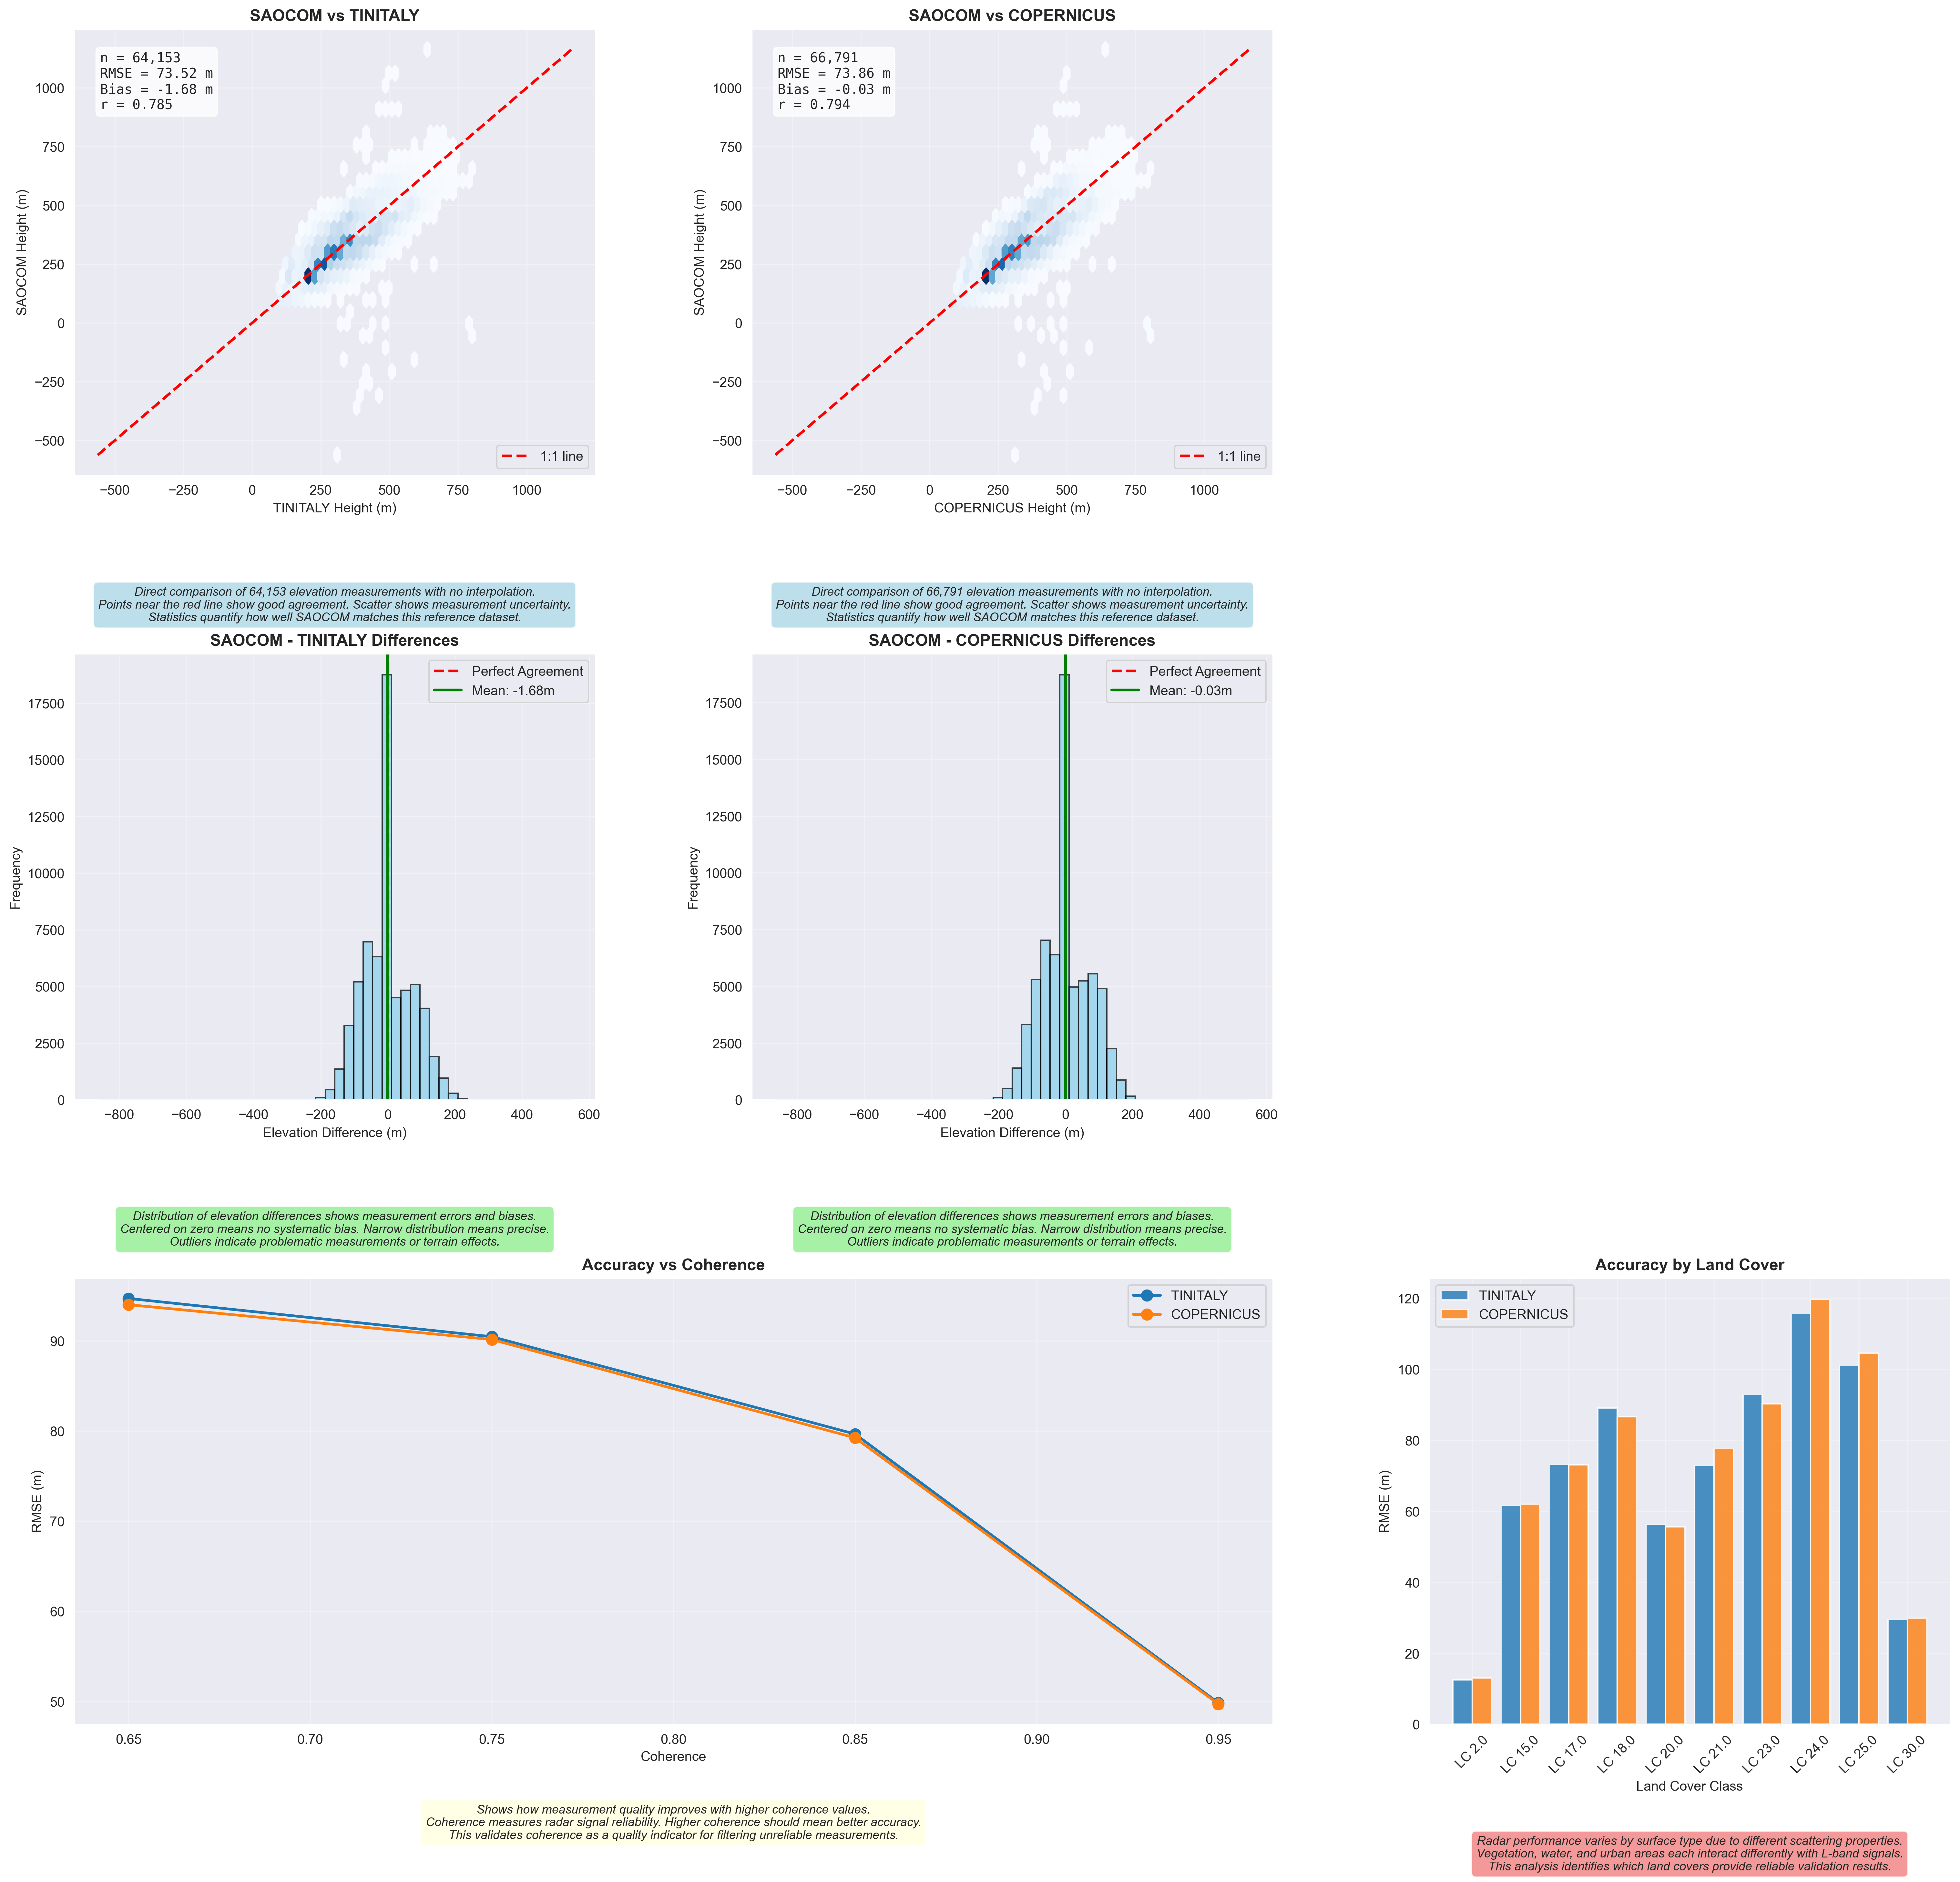 SAOCOM vs TINITALY
n = 64,153
RMSE = 73.52 m
Bias = -1.68 m
r = 0.785
1000
750
500
250
0
−250
−500
SAOCOM Height (m)
1:1 line
−500 −250 0 250 500 750 1000
TINITALY Height (m)
SAOCOM vs COPERNICUS
n = 66,791
RMSE = 73.86 m
Bias = -0.03 m
r = 0.794
1000
750
500
250
0
−250
−500
SAOCOM Height (m)
1:1 line
−500 −250 0 250 500 750 1000
COPERNICUS Height (m)
Direct comparison of 64,153 elevation measurements with no interpolation.
Points near the red line show good agreement. Scatter shows measurement uncertainty.
Statistics quantify how well SAOCOM matches this reference dataset.
Direct comparison of 66,791 elevation measurements with no interpolation.
Points near the red line show good agreement. Scatter shows measurement uncertainty.
Statistics quantify how well SAOCOM matches this reference dataset.
SAOCOM - TINITALY Differences
Perfect Agreement
Mean: -1.68m
17500
15000
12500
10000
7500
5000
2500
0
Frequency
−800 −600 −400 −200 0 200 400 600
Elevation Difference (m)
SAOCOM - COPERNICUS Differences
Perfect Agreement
Mean: -0.03m
17500
15000
12500
10000
7500
5000
2500
0
Frequency
−800 −600 −400 −200 0 200 400 600
Elevation Difference (m)
Distribution of elevation differences shows measurement errors and biases.
Centered on zero means no systematic bias. Narrow distribution means precise.
Outliers indicate problematic measurements or terrain effects.
Distribution of elevation differences shows measurement errors and biases.
Centered on zero means no systematic bias. Narrow distribution means precise.
Outliers indicate problematic measurements or terrain effects.
Accuracy vs Coherence
TINITALY
COPERNICUS
90
80
70
60
50
RMSE (m)
0.65 0.70 0.75 0.80 0.85 0.90 0.95
Coherence
Shows how measurement quality improves with higher coherence values.
Coherence measures radar signal reliability. Higher coherence should mean better accuracy.
This validates coherence as a quality indicator for filtering unreliable measurements.
Accuracy by Land Cover
TINITALY
COPERNICUS
120
100
80
60
40
20
0
RMSE (m)
LC 2.0 LC 15.0 LC 17.0 LC 18.0 LC 20.0 LC 21.0 LC 23.0 LC 24.0 LC 25.0 LC 30.0
Land Cover Class
Radar performance varies by surface type due to different scattering properties.
Vegetation, water, and urban areas each interact differently with L-band signals.
This analysis identifies which land covers provide reliable validation results.